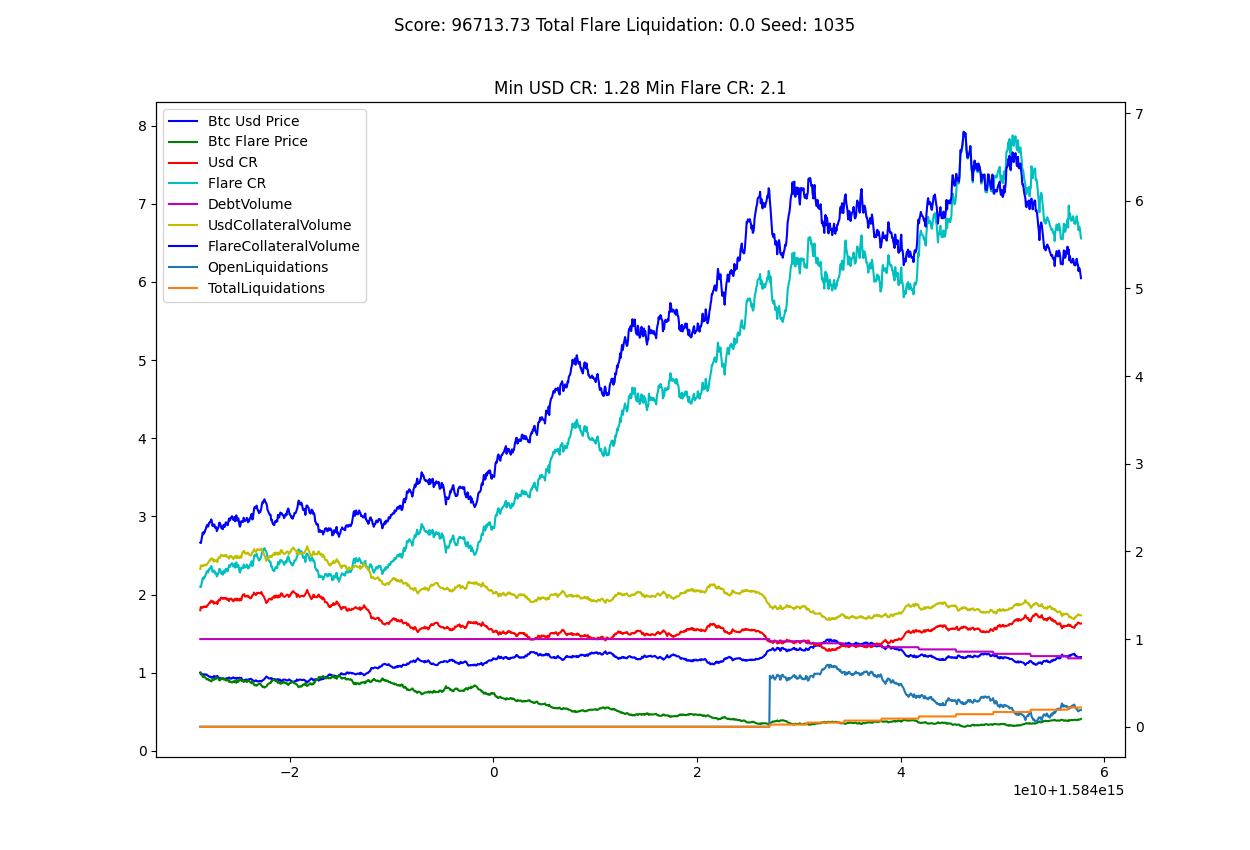 Score: 96713.73 Total Flare Liquidation: 0.0 Seed: 1035
Min USD CR: 1.28 Min Flare CR: 2.1
Btc Usd Price
Btc Flare Price
Usd CR
Flare CR
DebtVolume
UsdCollateralVolume
FlareCollateralVolume
OpenLiquidations
TotalLiquidations
8
7
6
5
4
3
2
1
0
7
6
5
4
3
2
1
0
−2
0
2
4
6
1e10+1.584e15